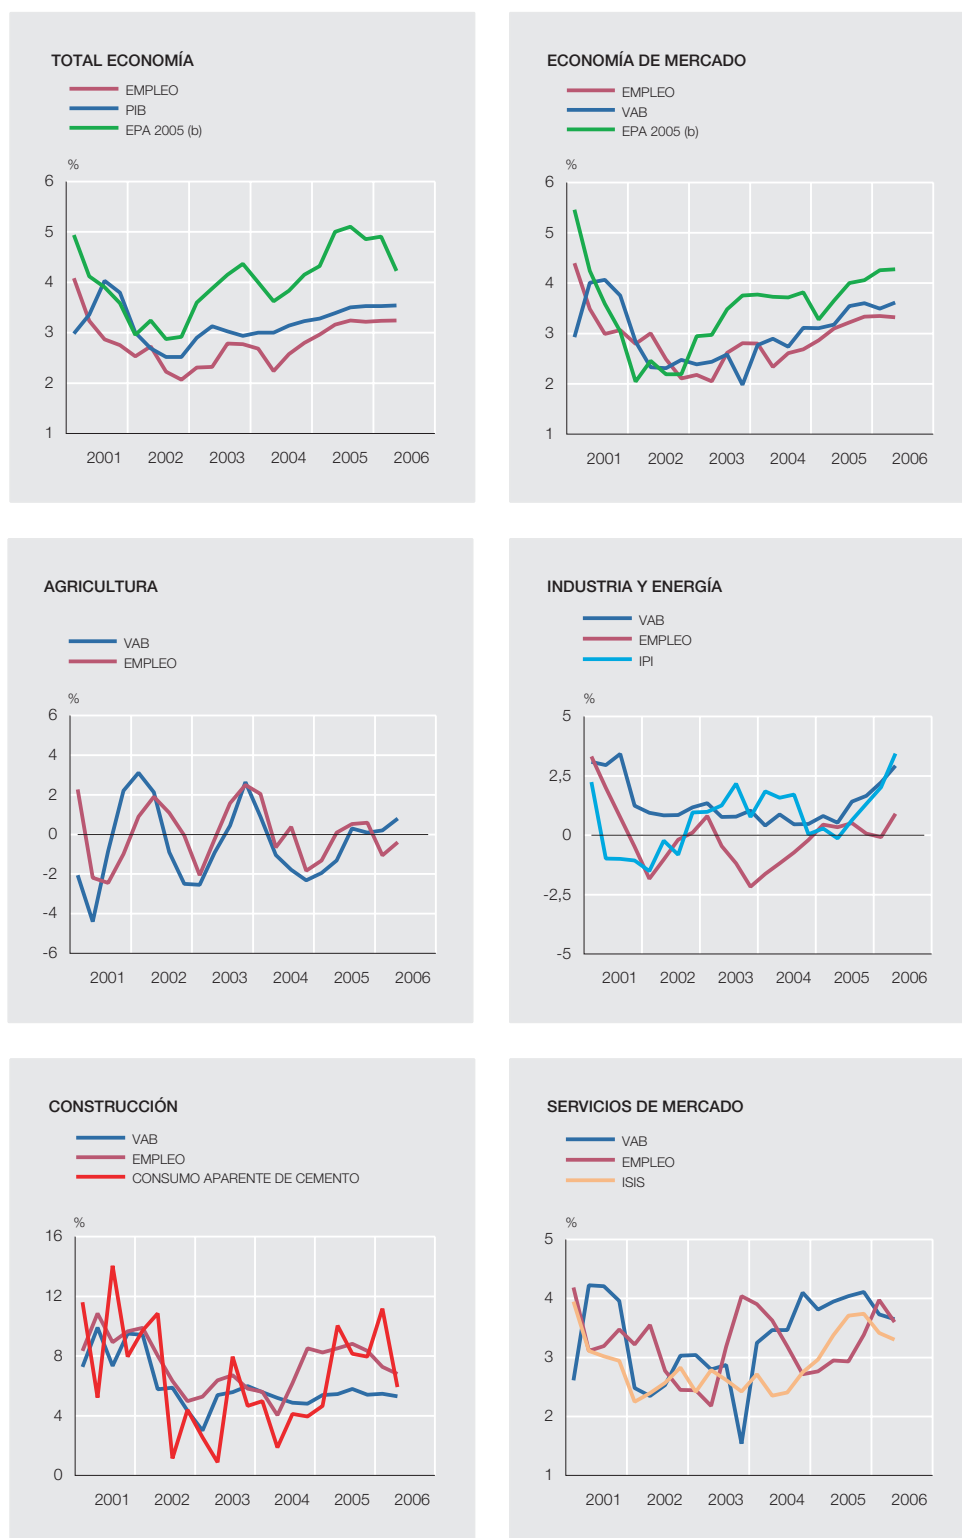 TOTAL ECONOMÍA
EMPLEO
PIB
EPA 2005 (b)
%
6
5
4
3
2
1
2001 2002 2003 2004 2005 2006
ECONOMÍA DE MERCADO
EMPLEO
VAB
EPA 2005 (b)
%
6
5
4
3
2
1
2001 2002 2003 2004 2005 2006
AGRICULTURA
VAB
EMPLEO
%
6
4
2
0
-2
-4
-6
2001 2002 2003 2004 2005 2006
INDUSTRIA Y ENERGÍA
VAB
EMPLEO
IPI
%
5
2,5
0
-2,5
-5
2001 2002 2003 2004 2005 2006
CONSTRUCCIÓN
VAB
EMPLEO
CONSUMO APARENTE DE CEMENTO
%
16
12
8
4
0
2001 2002 2003 2004 2005 2006
SERVICIOS DE MERCADO
VAB
EMPLEO
ISIS
%
5
4
3
2
1
2001 2002 2003 2004 2005 2006